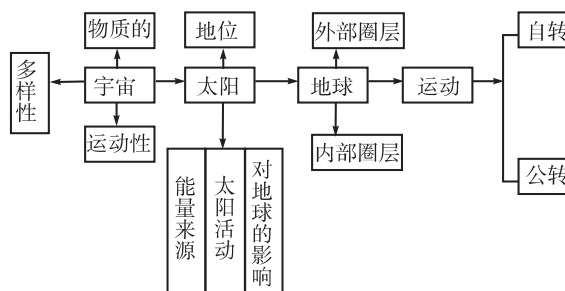 物质的
地位
外部圈层
自转
多样性
宇宙
太阳
地球
运动
运动性
内部圈层
公转
能量来源
太阳活动
对地球的影响